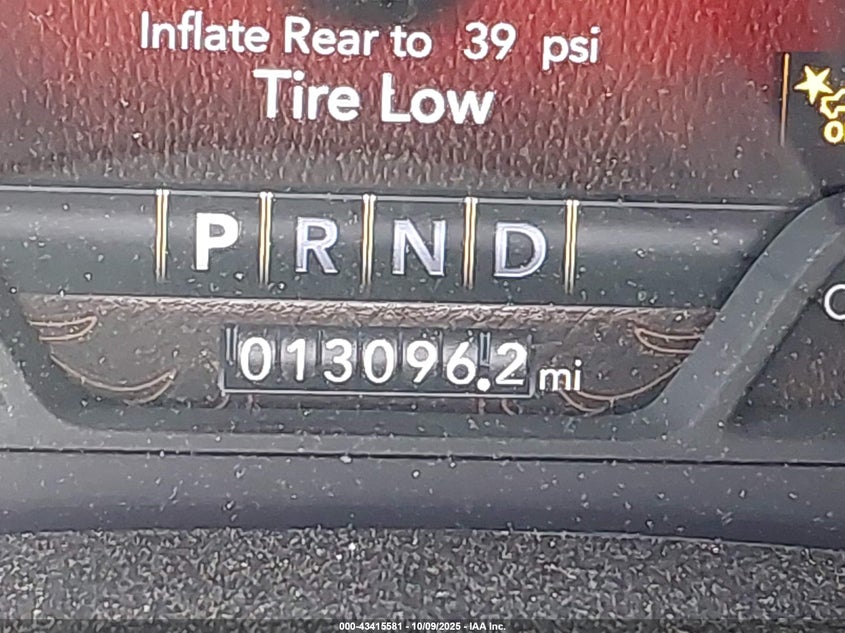 Inflate Rear to 39 psi
Tire Low
P R N D
013096.2 mi
000-43415581 - 10/09/2025 - IAA Inc.